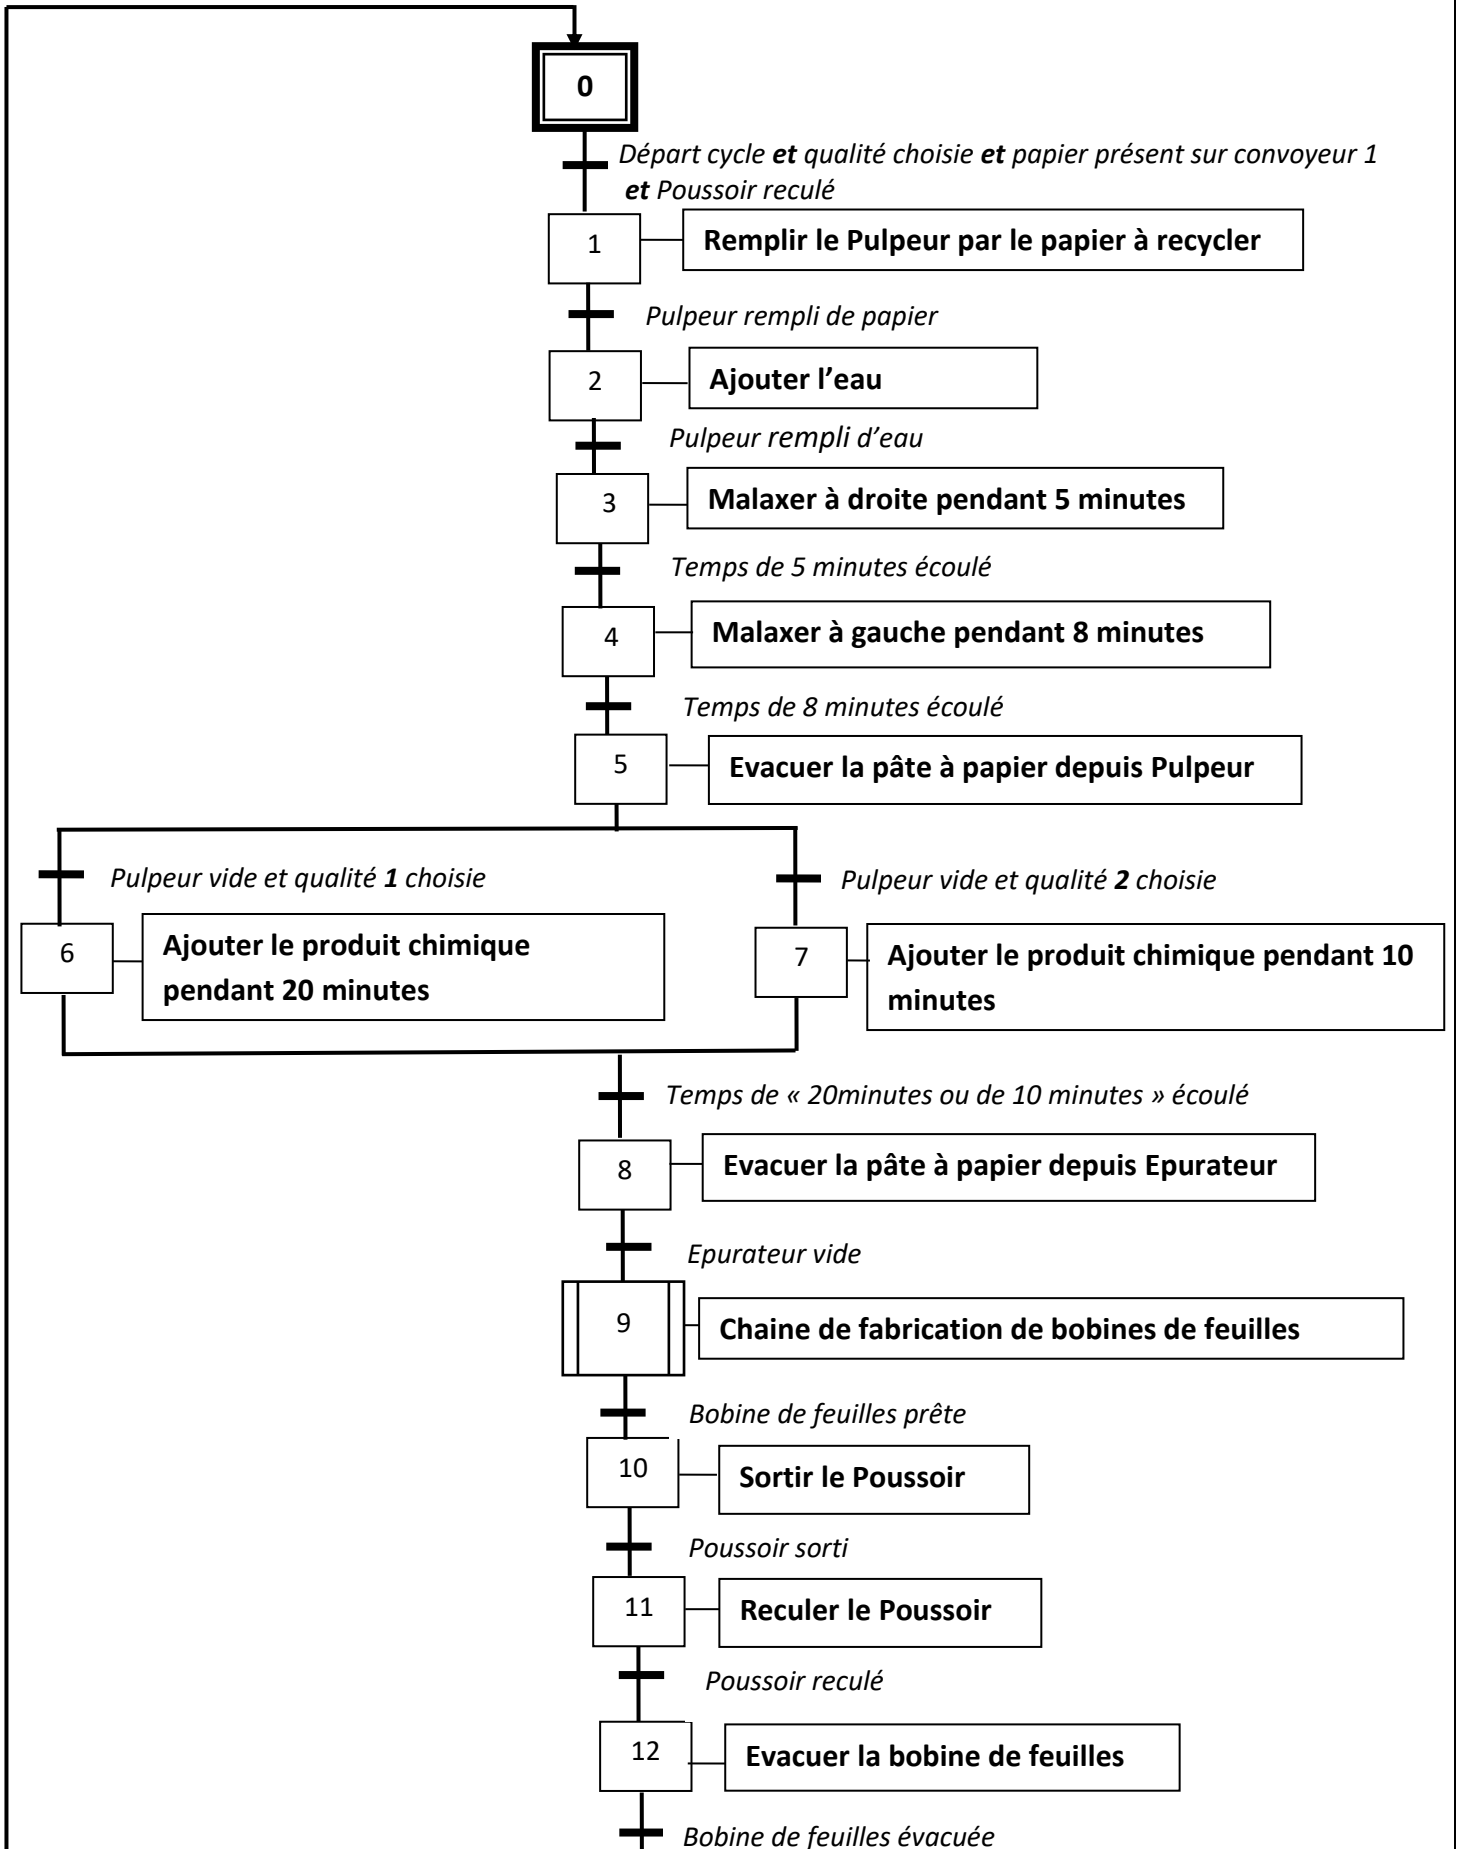 0
Départ cycle et qualité choisie et papier présent sur convoyeur 1
et Poussoir reculé
1
Remplir le Pulpeur par le papier à recycler
Pulpeur rempli de papier
2
Ajouter l’eau
Pulpeur rempli d’eau
3
Malaxer à droite pendant 5 minutes
Temps de 5 minutes écoulé
4
Malaxer à gauche pendant 8 minutes
Temps de 8 minutes écoulé
5
Evacuer la pâte à papier depuis Pulpeur
Pulpeur vide et qualité 1 choisie
Pulpeur vide et qualité 2 choisie
6
Ajouter le produit chimique
pendant 20 minutes
7
Ajouter le produit chimique pendant 10
minutes
Temps de « 20minutes ou de 10 minutes » écoulé
8
Evacuer la pâte à papier depuis Epurateur
Epurateur vide
9
Chaine de fabrication de bobines de feuilles
Bobine de feuilles prête
10
Sortir le Poussoir
Poussoir sorti
11
Reculer le Poussoir
Poussoir reculé
12
Evacuer la bobine de feuilles
Bobine de feuilles évacuée